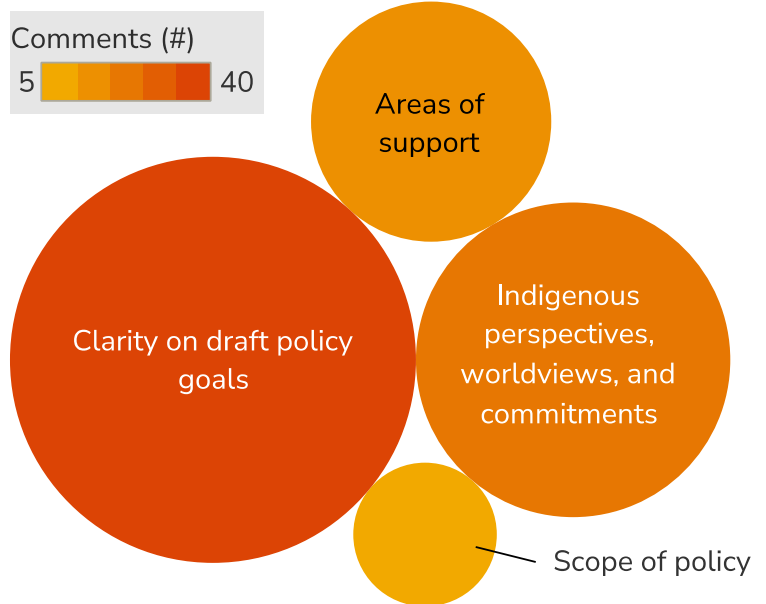 Comments (#)
5 40
Areas of
support
Clarity on draft policy
goals
Indigenous
perspectives,
worldviews, and
commitments
Scope of policy